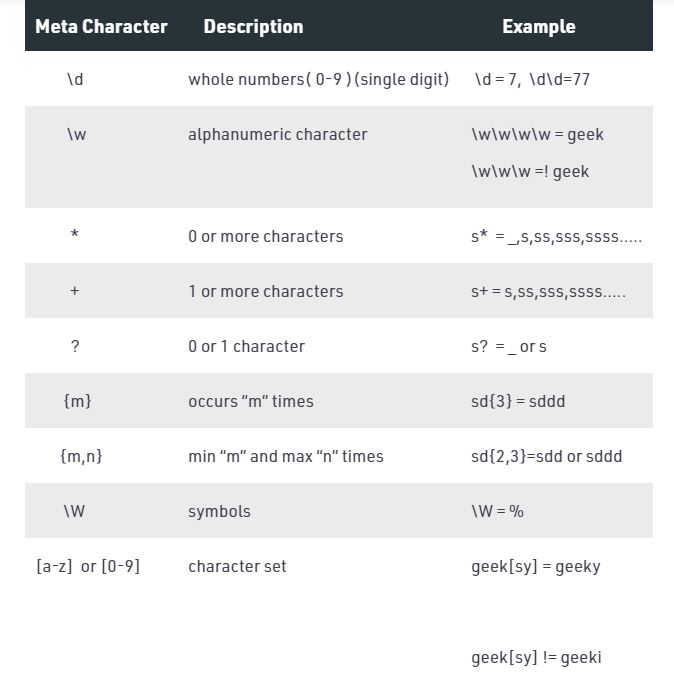 Meta Character Description Example
\d whole numbers( 0-9 )(single digit) \d = 7, \d\d=77
\w alphanumeric character \w\w\w\w = geek
\w\w\w =! geek
* 0 or more characters s* = _,s,ss,sss,ssss.....
+ 1 or more characters s+ = s,ss,sss,ssss.....
? 0 or 1 character s? = _ or s
{m} occurs “m” times sd{3} = sddd
{m,n} min “m” and max “n” times sd{2,3}=sdd or sddd
\W symbols \W = %
[a-z] or [0-9] character set geek[sy] = geeky
geek[sy] != geeki